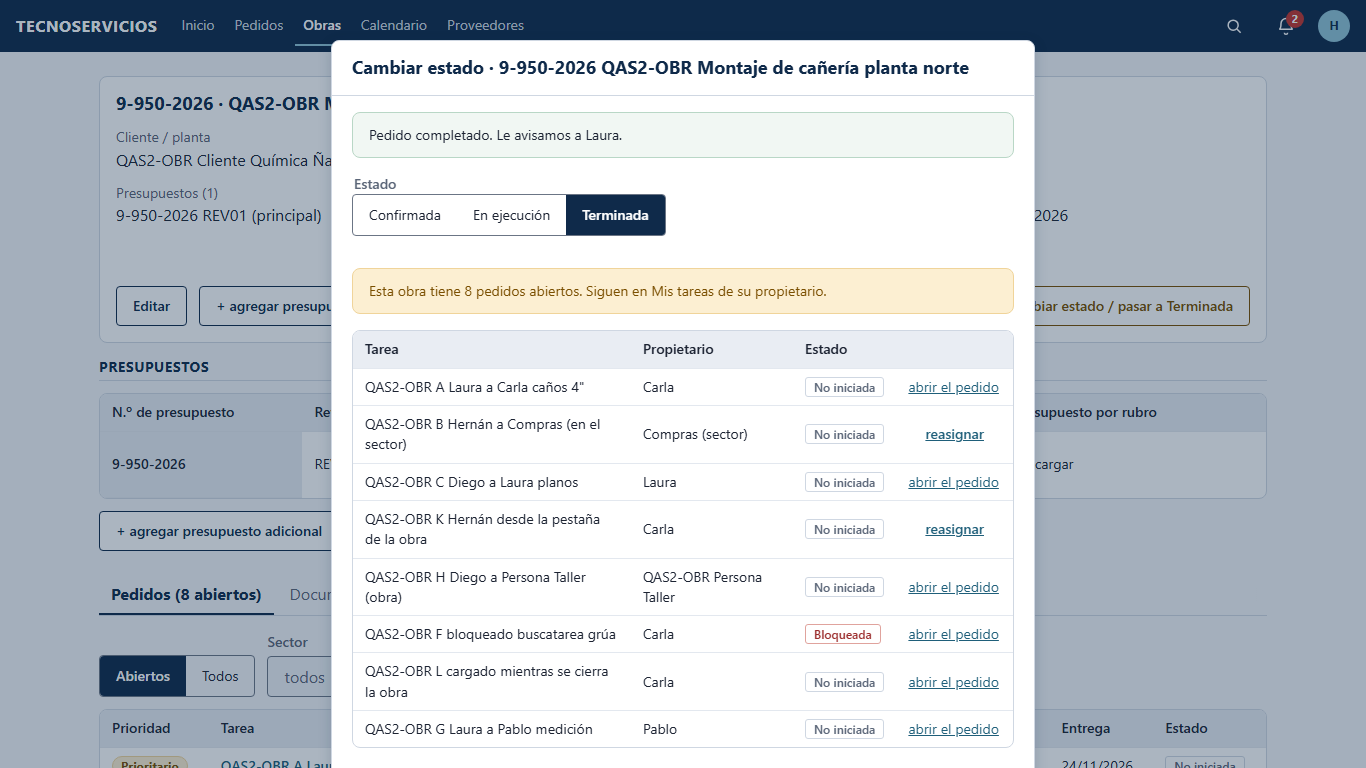 TECNOSERVICIOS Inicio Pedidos Obras Calendario Proveedores 2 H
Cambiar estado · 9-950-2026 QAS2-OBR Montaje de cañería planta norte
9-950-2026 · QAS2-OBR
Pedido completado. Le avisamos a Laura.
Cliente / planta
QAS2-OBR Cliente Química
Estado
Presupuestos (1)
9-950-2026 REV01 (principal)
Confirmada En ejecución Terminada
2026
Esta obra tiene 8 pedidos abiertos. Siguen en Mis tareas de su propietario.
Editar + agregar
estado / pasar a Terminada
Tarea Propietario Estado
PRESUPUESTOS
QAS2-OBR A Laura a Carla caños 4" Carla No iniciada abrir el pedido
N.º de presupuesto
por rubro
QAS2-OBR B Hernán a Compras (en el
sector) Compras (sector) No iniciada reasignar
9-950-2026
cargar
QAS2-OBR C Diego a Laura planos Laura No iniciada abrir el pedido
QAS2-OBR K Hernán desde la pestaña
de la obra Carla No iniciada reasignar
+ agregar presupuesto adicional
QAS2-OBR H Diego a Persona Taller
(obra) QAS2-OBR Persona
Taller No iniciada abrir el pedido
Pedidos (8 abiertos)
QAS2-OBR F bloqueado buscatarea grúa Carla Bloqueada abrir el pedido
Sector
Abiertos Todos todos
QAS2-OBR L cargado mientras se cierra
la obra Carla No iniciada abrir el pedido
QAS2-OBR G Laura a Pablo medición Pablo No iniciada abrir el pedido
Prioridad Tarea Entrega Estado
Prioritario QAS2-OBR A 24/11/2026 No iniciada